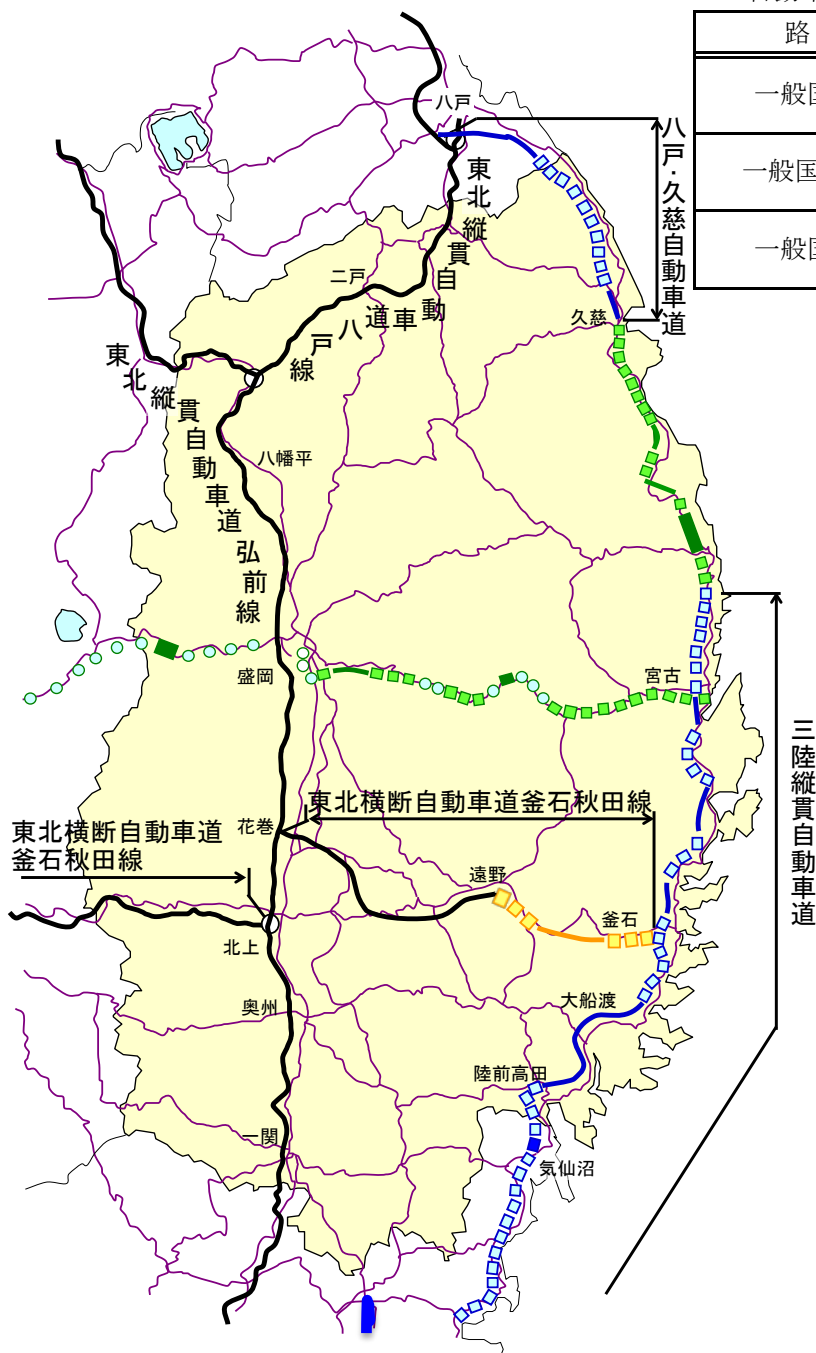 路
一般国
一般国
一般国
八戸
八戸・久慈自動車道
東北縦貫自動車道八戸線
二戸
久慈
東北縦貫自動車道弘前線
八幡平
盛岡
宮古
三陸縦貫自動車道
東北横断自動車道釜石秋田線
花巻
東北横断自動車道
釜石秋田線
遠野
釜石
北上
大船渡
奥州
陸前高田
一関
気仙沼